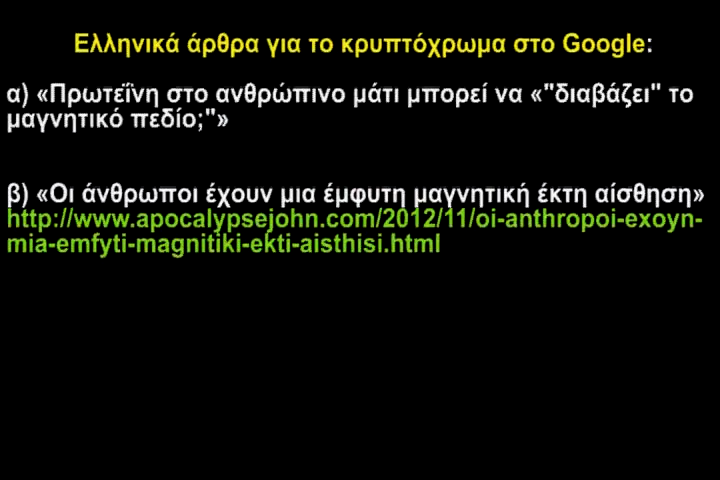 Ελληνικά άρθρα για το κρυπτόχρωμα στο Google:
α) «Πρωτεΐνη στο ανθρώπινο μάτι μπορεί να «"διαβάζει" το
μαγνητικό πεδίο;"»
β) «Οι άνθρωποι έχουν μια έμφυτη μαγνητική έκτη αίσθηση»
http://www.apocalypsejohn.com/2012/11/oi-anthropoi-exoyn-
mia-emfyti-magnitiki-ekti-aisthisi.html